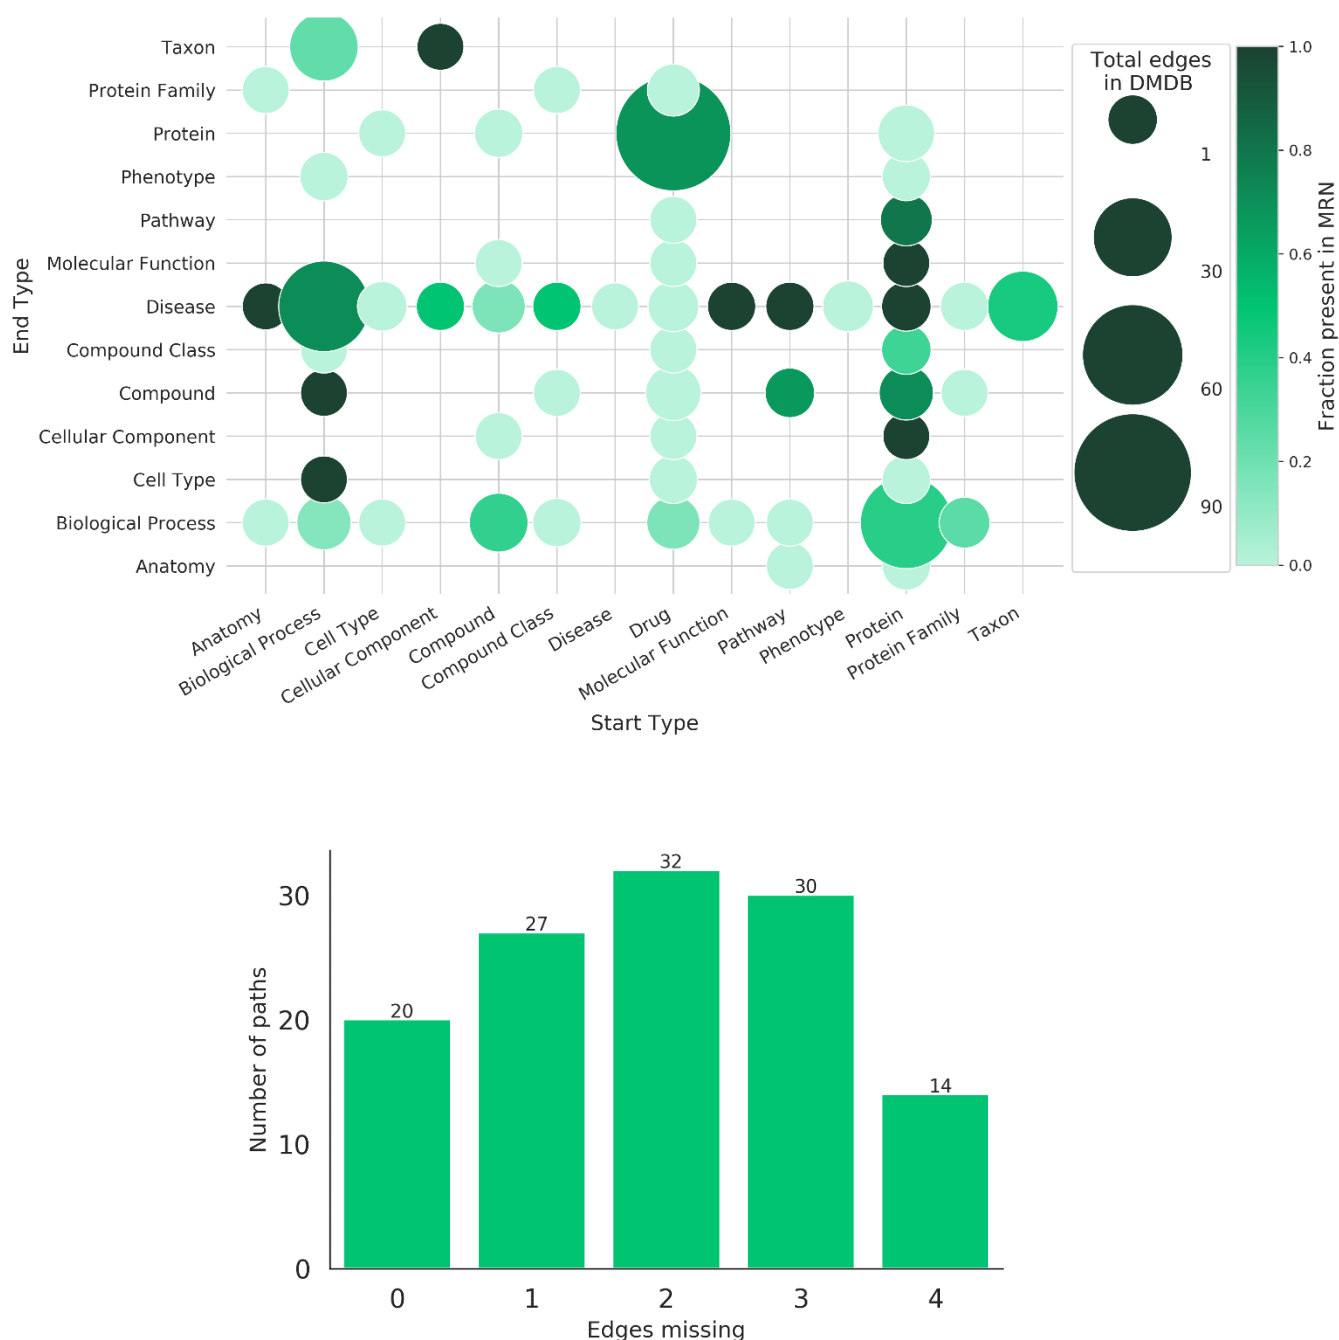 Taxon
Protein Family
Protein
Phenotype
Pathway
Molecular Function
Disease
Compound Class
Compound
Cellular Component
Cell Type
Biological Process
Anatomy
End Type
Anatomy
Biological Process
Cell Type
Cellular Component
Compound
Compound Class
Disease
Drug
Molecular Function
Pathway
Phenotype
Protein
Protein Family
Taxon
Start Type
Total edges
in DMDB
1
30
60
90
1.0
0.8
0.6
0.4
0.2
0.0
Fraction present in MRN
Number of paths
30
20
10
0
20
27
32
30
14
0
1
2
3
4
Edges missing